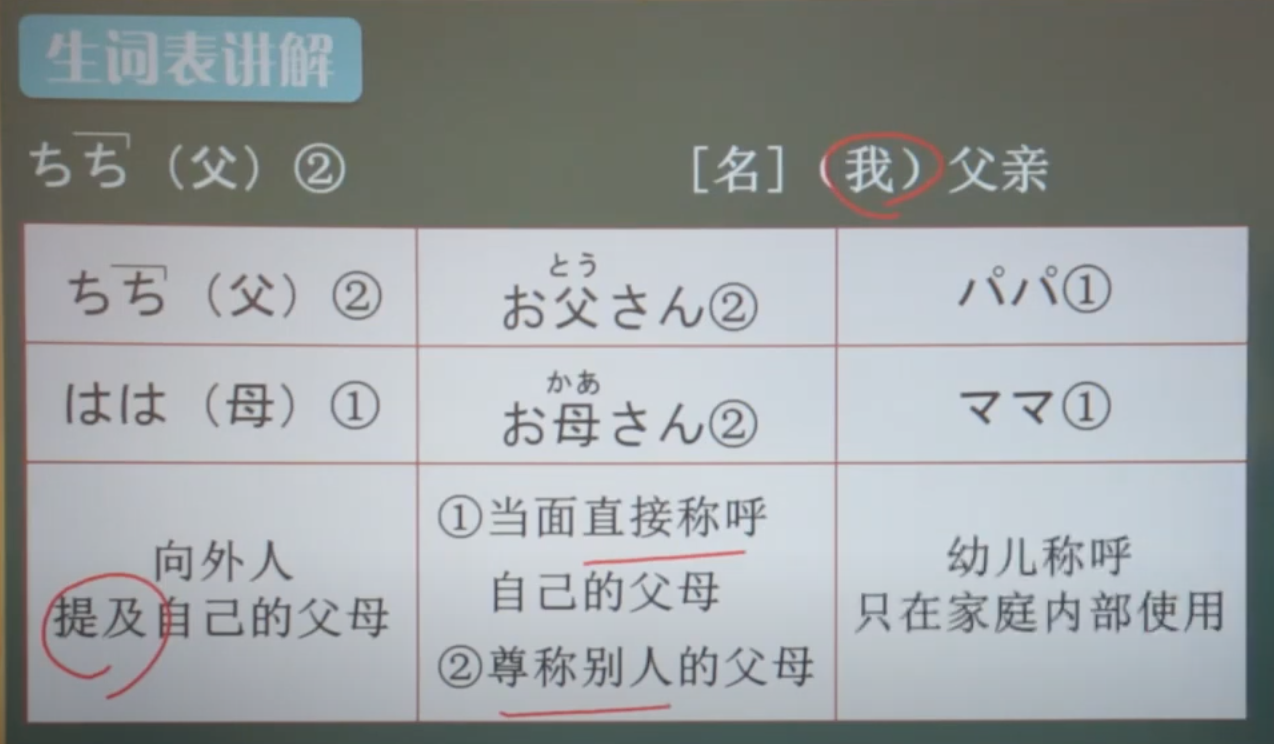 生词表讲解
ちち（父）② ［名］（我）父亲
ちち（父）② お父さん② パパ①
とう
はは（母）① お母さん② ママ①
かあ
向外人
提及自己的父母
①当面直接称呼
自己的父母
②尊称别人的父母
幼儿称呼
只在家庭内部使用